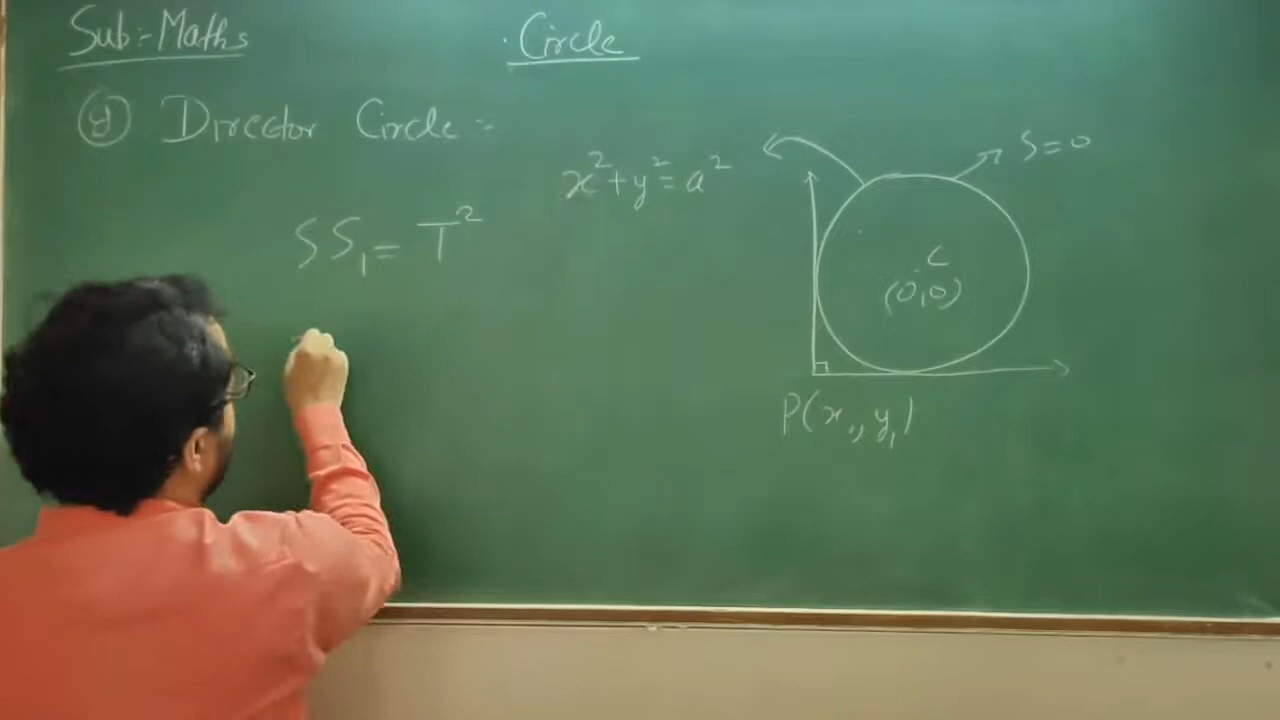 Sub:- Maths
Circle
(y) Director Circle :-
x²+y²=a²
S=0
SS₁= T²
C
(0,0)
P(x₁, y₁)